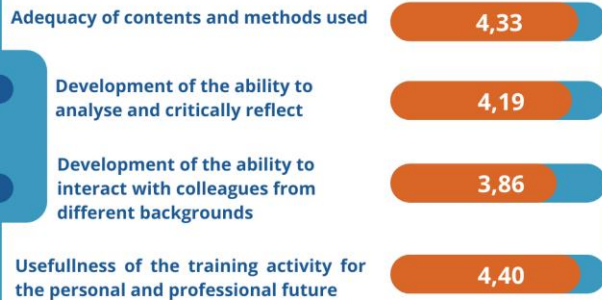 Adequacy of contents and methods used
4,33
Development of the ability to
analyse and critically reflect
4,19
Development of the ability to
interact with colleagues from
different backgrounds
3,86
Usefullness of the training activity for
the personal and professional future
4,40